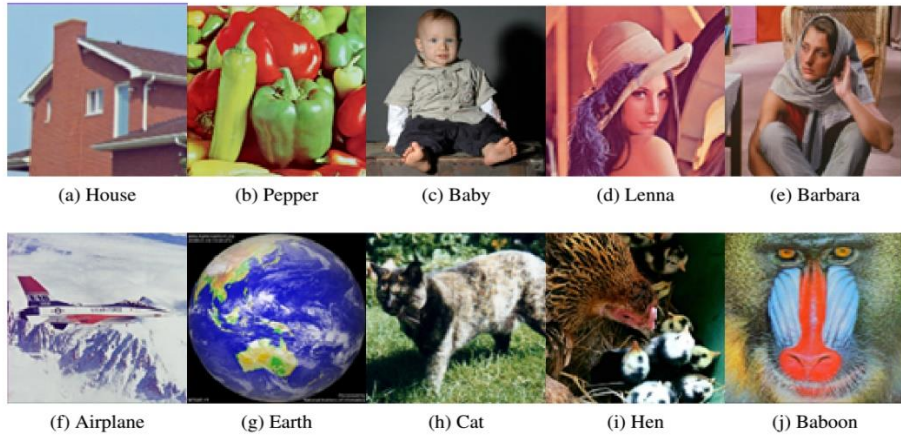 (a) House
(b) Pepper
(c) Baby
(d) Lenna
(e) Barbara
(f) Airplane
(g) Earth
(h) Cat
(i) Hen
(j) Baboon